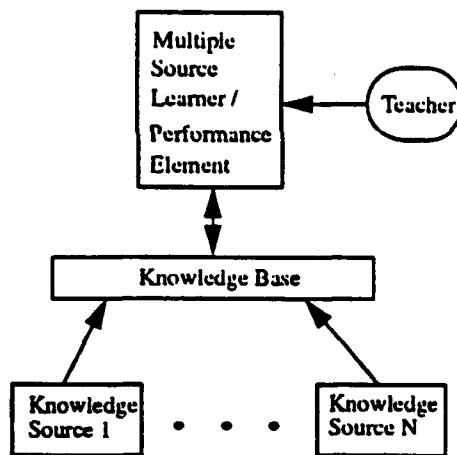 Multiple
Source
Learner /
Performance
Element
Teacher
Knowledge Base
Knowledge
Source 1
• • •
Knowledge
Source N